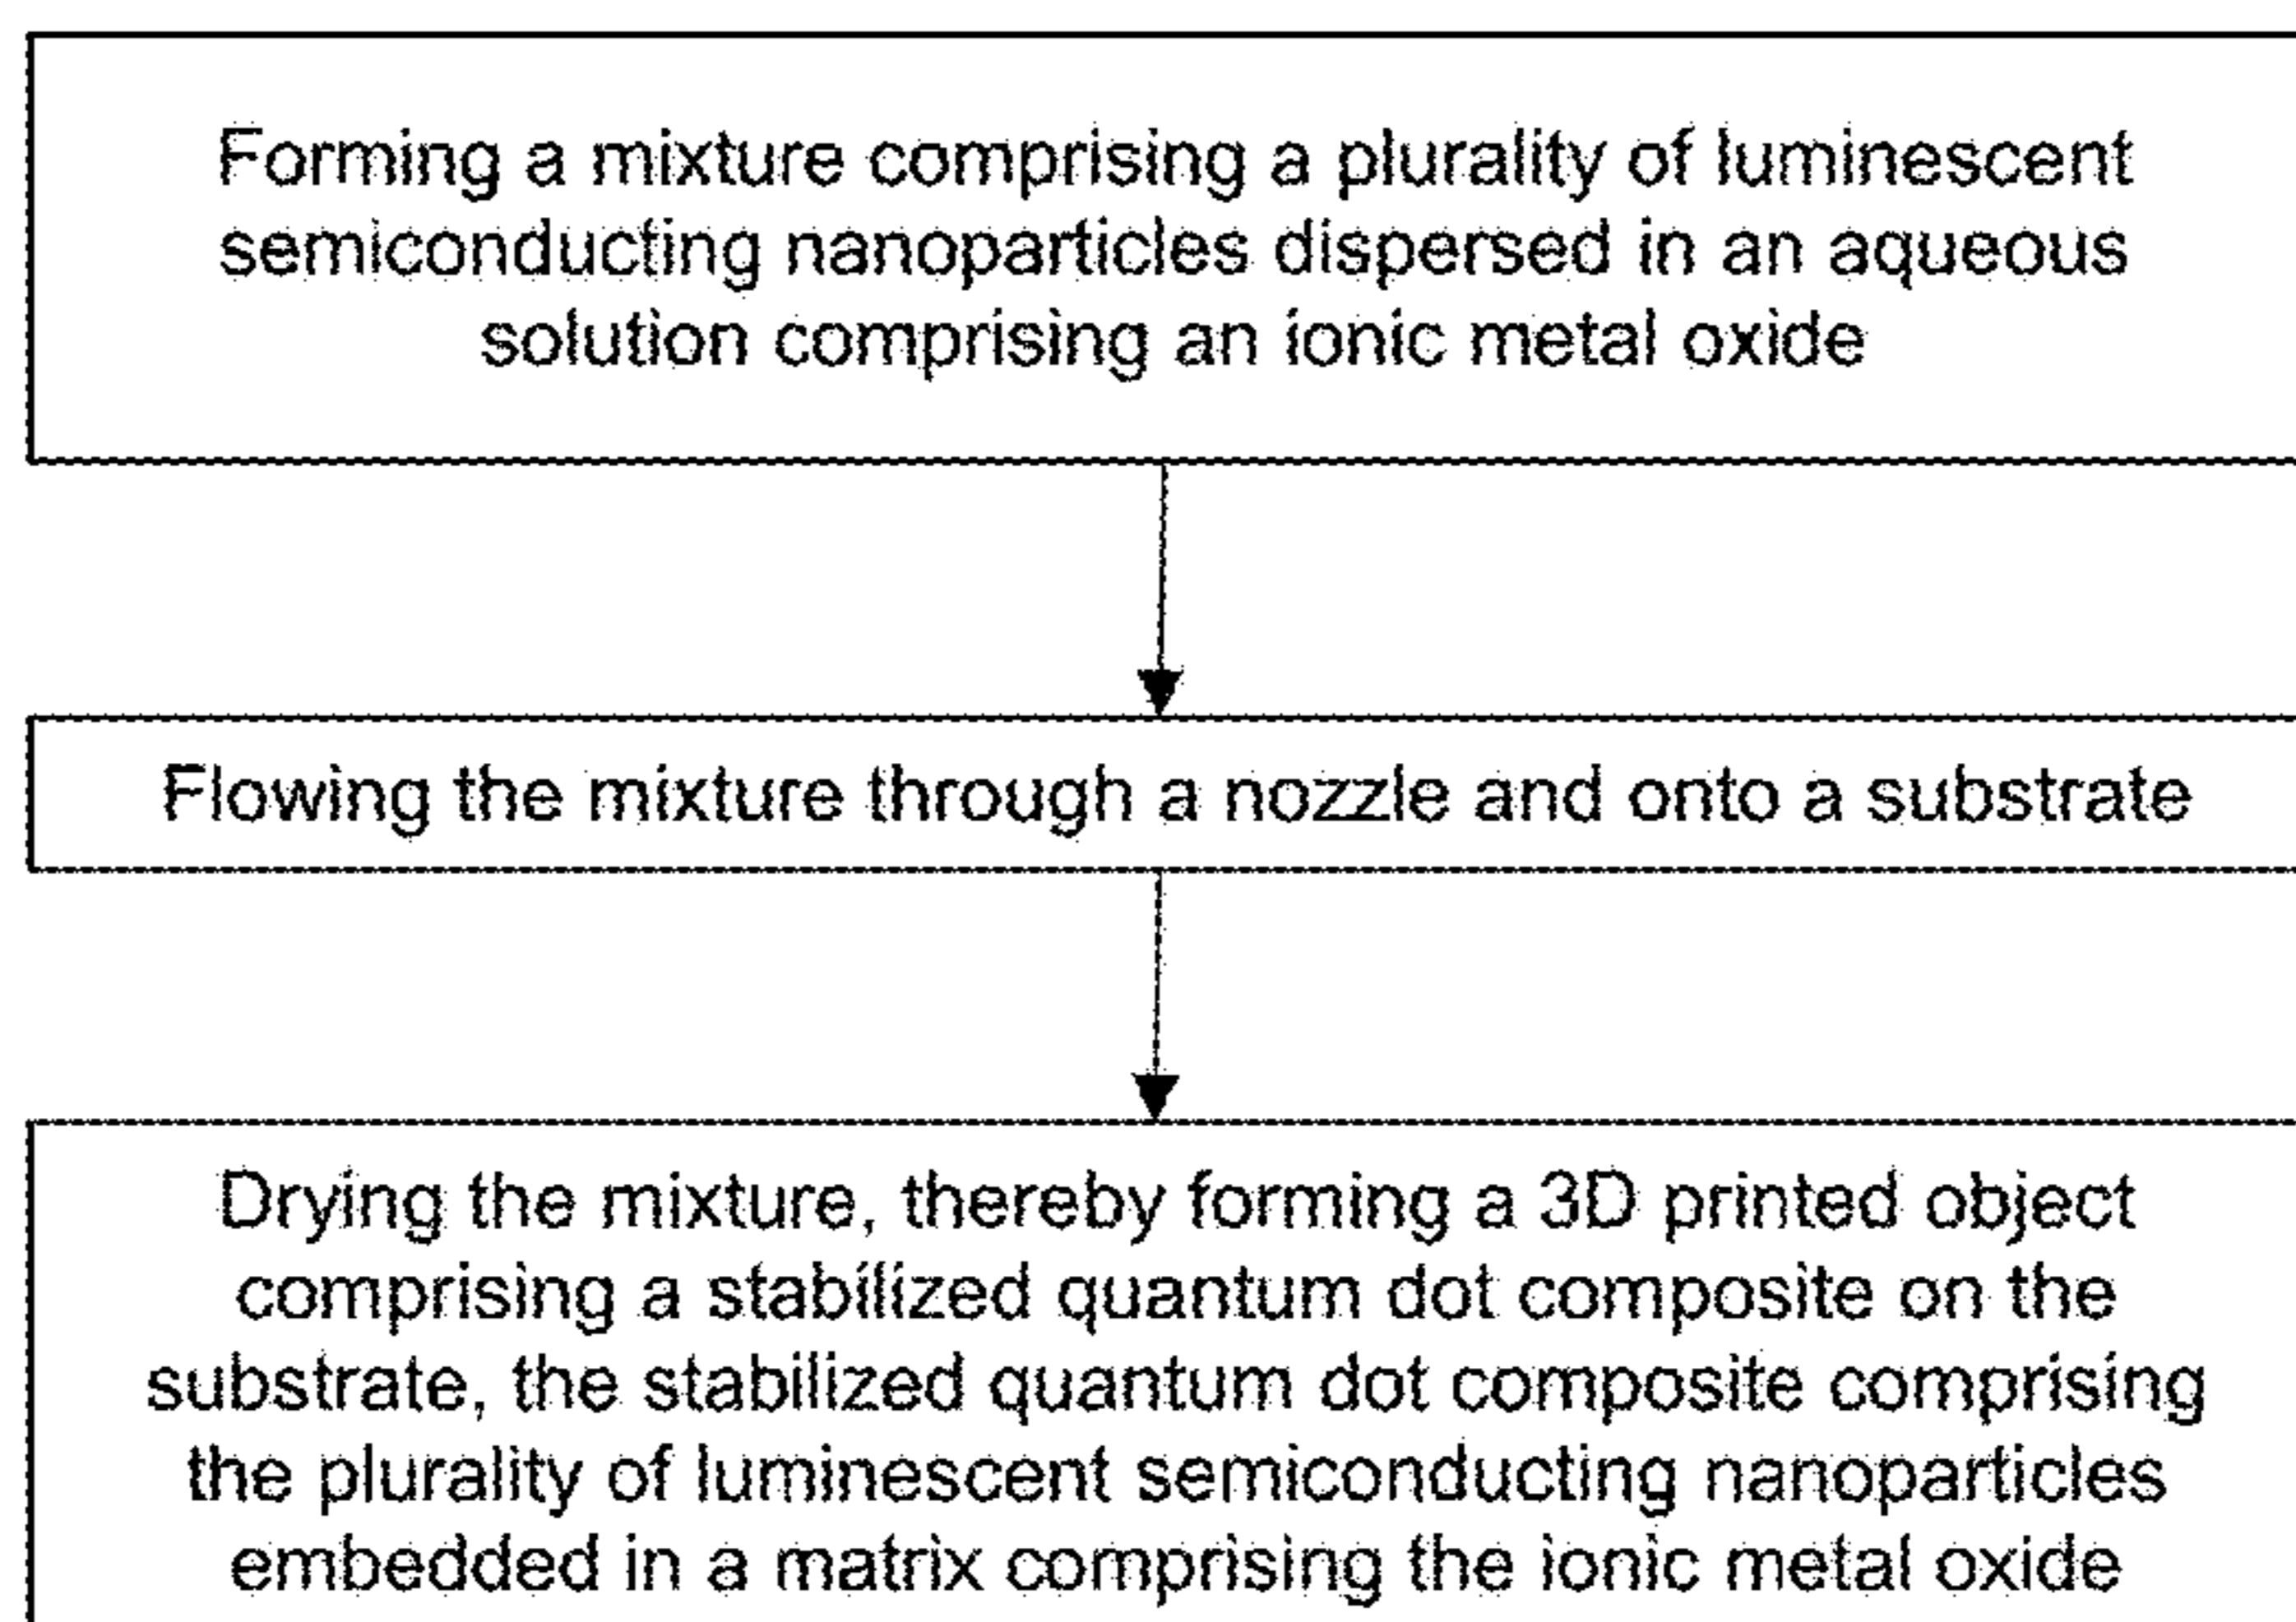 Forming a mixture comprising a plurality of luminescent
semiconducting nanoparticles dispersed in an aqueous
solution comprising an ionic metal oxide
Flowing the mixture through a nozzle and onto a substrate
Drying the mixture, thereby forming a 3D printed object
comprising a stabilized quantum dot composite on the
substrate, the stabilized quantum dot composite comprising
the plurality of luminescent semiconducting nanoparticles
embedded in a matrix comprising the ionic metal oxide